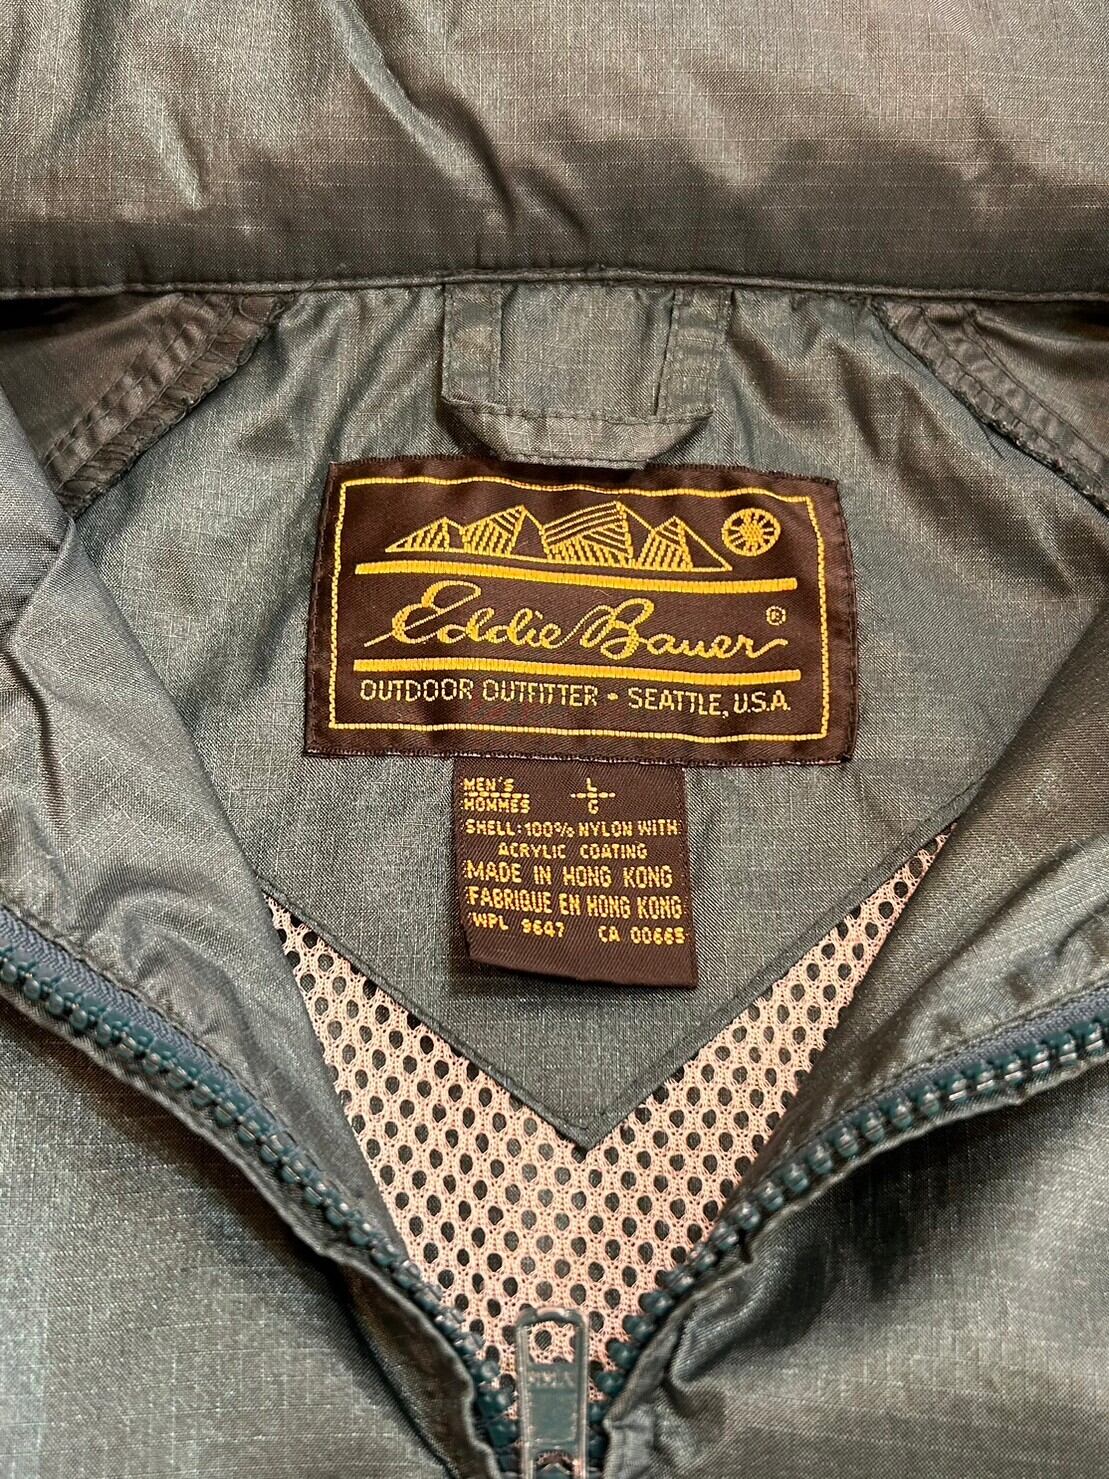 Eddie Bauer®
OUTDOOR OUTFITTER • SEATTLE, U.S.A.
MEN'S L
HOMMES G
SHELL: 100% NYLON WITH
ACRYLIC COATING
MADE IN HONG KONG
FABRIQUE EN HONG KONG
WPL 9647 CA 00665